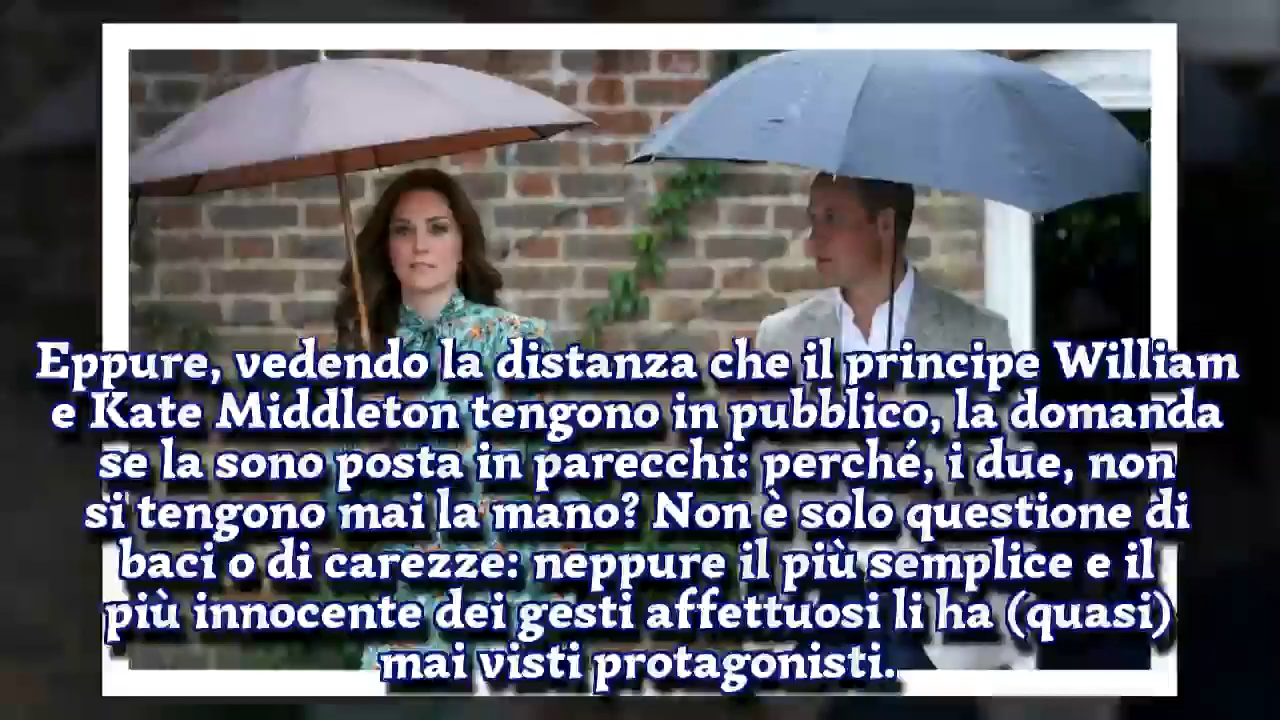 Eppure, vedendo la distanza che il principe William
e Kate Middleton tengono in pubblico, la domanda
se la sono posta in parecchi: perché, i due, non
si tengono mai la mano? Non è solo questione di
baci o di carezze: neppure il più semplice e il
più innocente dei gesti affettuosi li ha (quasi)
mai visti protagonisti.